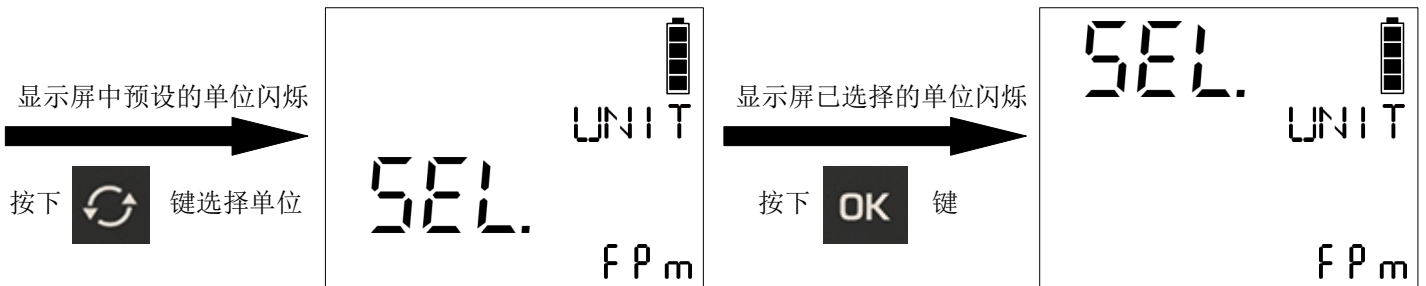 显示屏中预设的单位闪烁
按下 键选择单位
UNIT
SEL.
FPm
显示屏已选择的单位闪烁
按下 OK 键
SEL.
UNIT
FPm